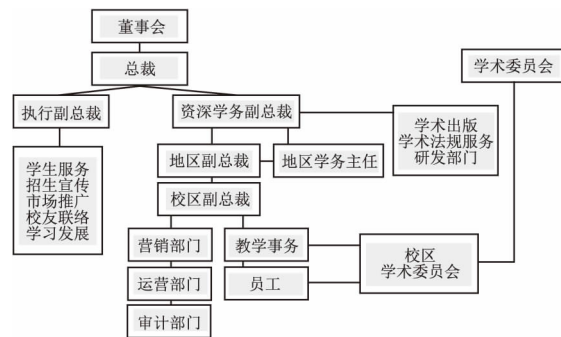 董事会
总裁
学术委员会
执行副总裁
资深学务副总裁
学术出版
学术法规服务
研发部门
学生服务
招生宣传
市场推广
校友联络
学习发展
地区副总裁
地区学务主任
校区副总裁
营销部门
教学事务
校区
学术委员会
运营部门
员工
审计部门